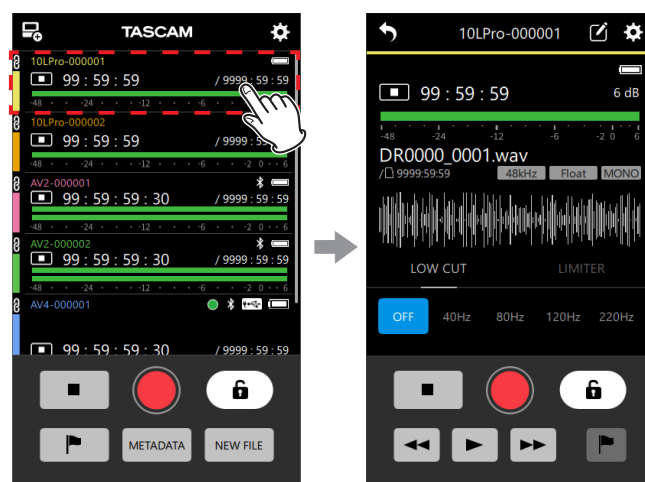 TASCAM
10LPro-000001
99 : 59 : 59
/ 9999 : 59 : 59
-48 -24 -12 -6
10LPro-000002
99 : 59 : 59
-48 -24 -12 -6 -2 0 6
AV2-000001
99 : 59 : 59 : 30
/ 9999 : 59 : 59
-48 -24 -12 -6 -2 0 6
AV2-000002
99 : 59 : 59 : 30
/ 9999 : 59 : 59
-48 -24 -12 -6 -2 0 6
AV4-000001
99 : 59 : 59 : 30
/ 9999 : 59 : 59
METADATA
NEW FILE
10LPro-000001
99 : 59 : 59
6 dB
-48 -24 -12 -6 -2 0 6
DR0000_0001.wav
/ 9999:59:59 48kHz Float MONO
LOW CUT LIMITER
OFF 40Hz 80Hz 120Hz 220Hz